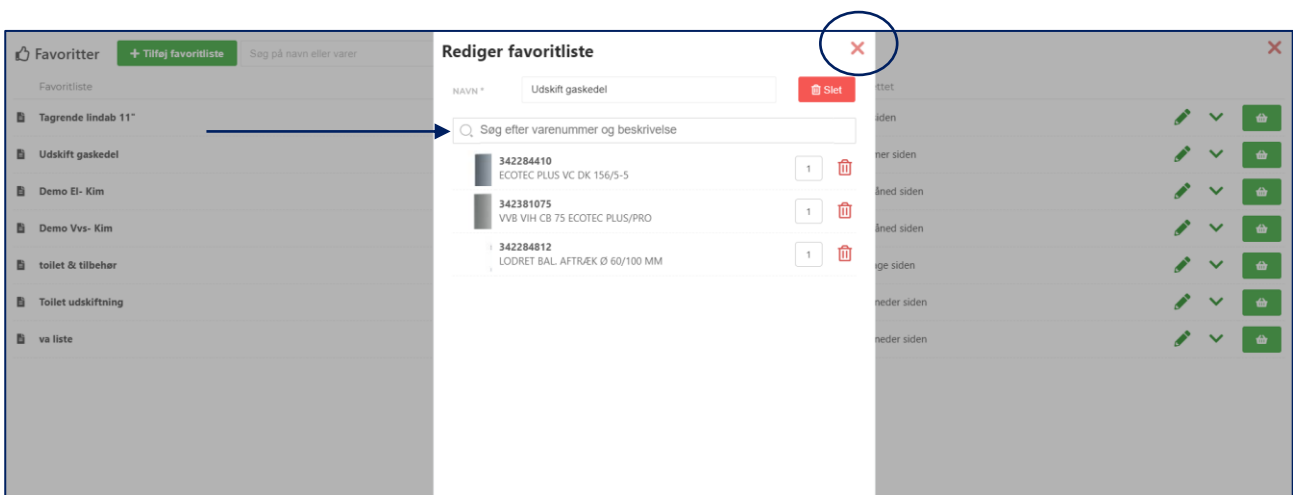 Favoritter
Tilføj favoritliste
Søg på navn eller varer
Favoritliste
Tagrende lindab 11"
Udskift gaskedel
Demo El- Kim
Demo Vvs- Kim
toilet & tilbehør
Toilet udskiftning
va liste
Rediger favoritliste
NAVN *
Udskift gaskedel
Slet
Søg efter varenummer og beskrivelse
342284410
ECOTEC PLUS VC DK 156/5-5
1
342381075
VVB VIH CB 75 ECOTEC PLUS/PRO
1
342284812
LODRET BAL. AFTRÆK Ø 60/100 MM
1
ttet
siden
ner siden
åned siden
åned siden
ge siden
neder siden
neder siden